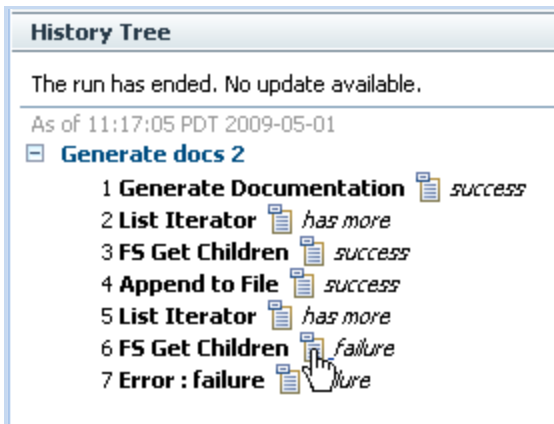 History Tree
The run has ended. No update available.
As of 11:17:05 PDT 2009-05-01
Generate docs 2
1 Generate Documentation success
2 List Iterator has more
3 FS Get Children success
4 Append to File success
5 List Iterator has more
6 FS Get Children failure
7 Error : failure